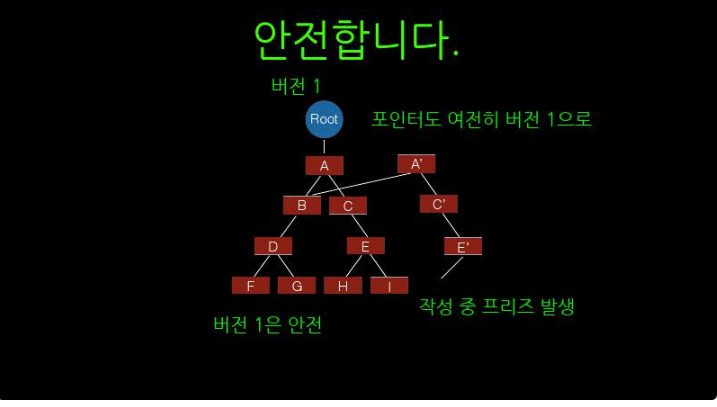 안전합니다.
버전 1
Root
포인터도 여전히 버전 1으로
A
A'
B
C
C'
D
E
E'
F
G
H
I
작성 중 프리즈 발생
버전 1은 안전